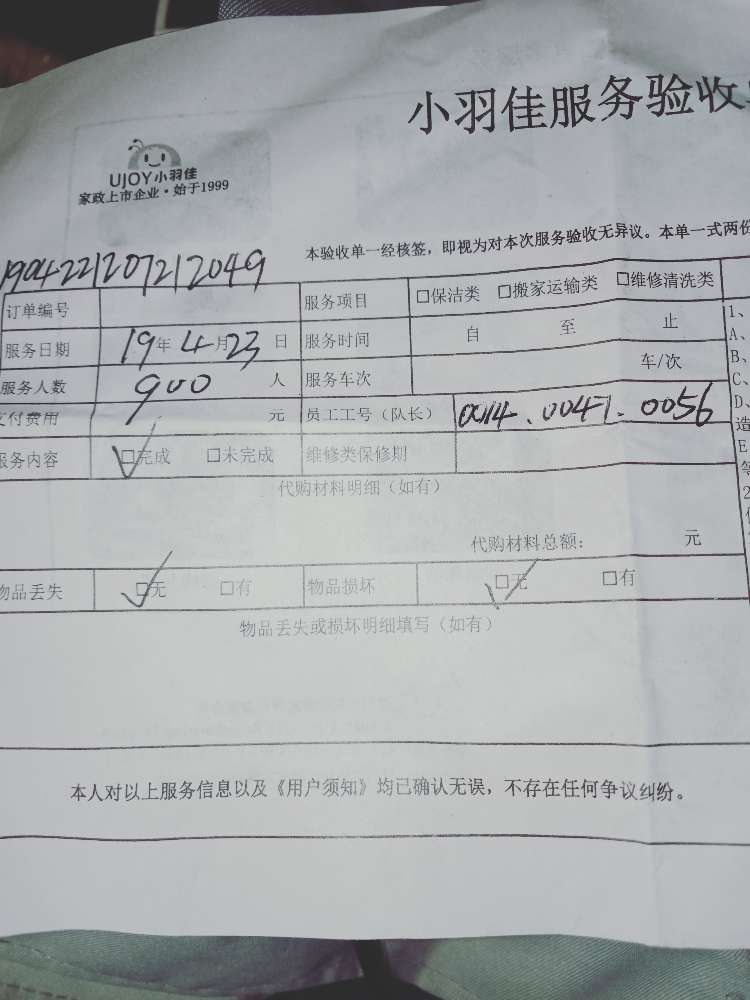 小羽佳服务验收
UJOY小羽佳
家政上市企业·始于1999
本验收单一经核签，即视为对本次服务验收无异议。本单一式两份
订单编号
服务项目 □保洁类 □搬家运输类 □维修清洗类
服务日期 19年4月23日 服务时间 自 至 止
服务人数 900 人 服务车次 车/次
支付费用 元 员工工号（队长） 0014.0047.0056
服务内容 □完成 □未完成 维修类保修期
代购材料明细（如有）
代购材料总额： 元
物品丢失 □无 □有 物品损坏 □无 □有
物品丢失或损坏明细填写（如有）
本人对以上服务信息以及《用户须知》均已确认无误，不存在任何争议纠纷。
1、
A、
B、
C、
D、
造
E
等
2